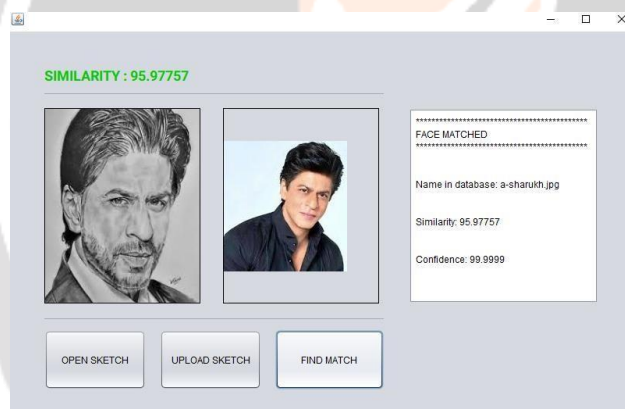 SIMILARITY : 95.97757
********************************************
FACE MATCHED
********************************************
Name in database: a-sharukh.jpg
Similarity: 95.97757
Confidence: 99.9999
OPEN SKETCH
UPLOAD SKETCH
FIND MATCH